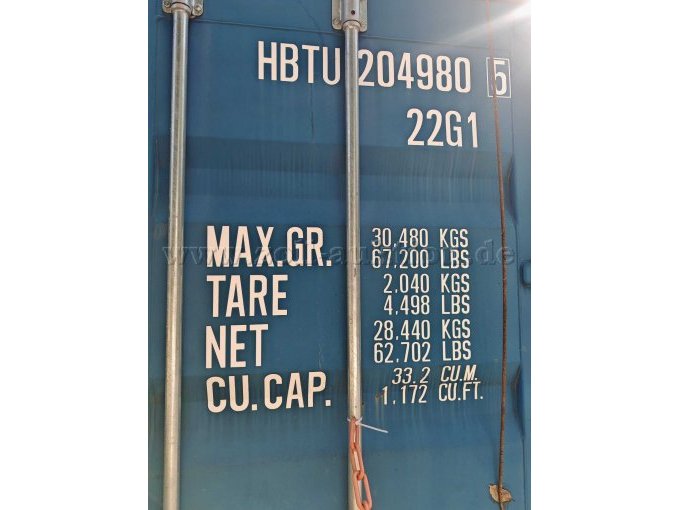 HBTU 204980 5
22G1
MAX.GR. 30,480 KGS
67,200 LBS
TARE 2,040 KGS
4,498 LBS
NET 28,440 KGS
62,702 LBS
CU.CAP. 33.2 CU.M.
1,172 CU.FT.